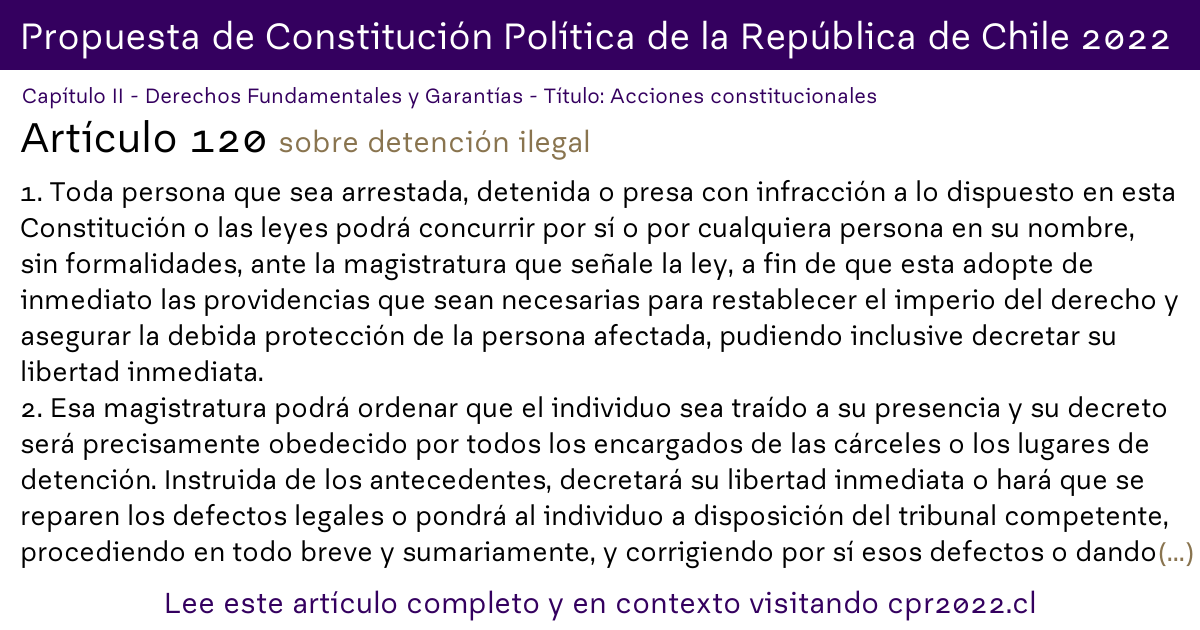 Propuesta de Constitución Política de la República de Chile 2022
Capítulo II - Derechos Fundamentales y Garantías - Título: Acciones constitucionales
Artículo 120 sobre detención ilegal
1. Toda persona que sea arrestada, detenida o presa con infracción a lo dispuesto en esta
Constitución o las leyes podrá concurrir por sí o por cualquiera persona en su nombre,
sin formalidades, ante la magistratura que señale la ley, a fin de que esta adopte de
inmediato las providencias que sean necesarias para restablecer el imperio del derecho y
asegurar la debida protección de la persona afectada, pudiendo inclusive decretar su
libertad inmediata.
2. Esa magistratura podrá ordenar que el individuo sea traído a su presencia y su decreto
será precisamente obedecido por todos los encargados de las cárceles o los lugares de
detención. Instruida de los antecedentes, decretará su libertad inmediata o hará que se
reparen los defectos legales o pondrá al individuo a disposición del tribunal competente,
procediendo en todo breve y sumariamente, y corrigiendo por sí esos defectos o dando(...)
Lee este artículo completo y en contexto visitando cpr2022.cl